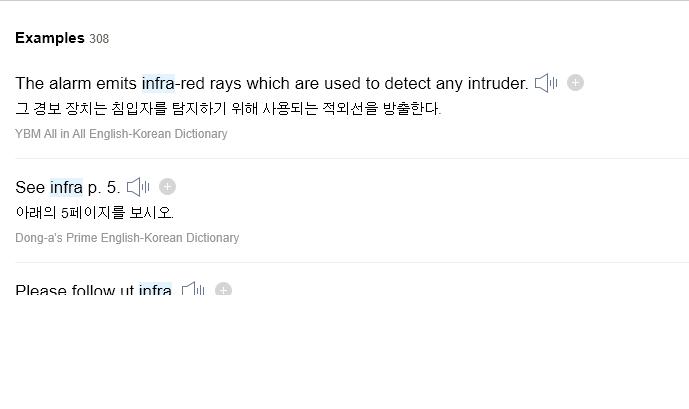 Examples 308
The alarm emits infra-red rays which are used to detect any intruder.
그 경보 장치는 침입자를 탐지하기 위해 사용되는 적외선을 방출한다.
YBM All in All English-Korean Dictionary
See infra p. 5.
아래의 5페이지를 보시오.
Dong-a's Prime English-Korean Dictionary
Please follow ut infra.